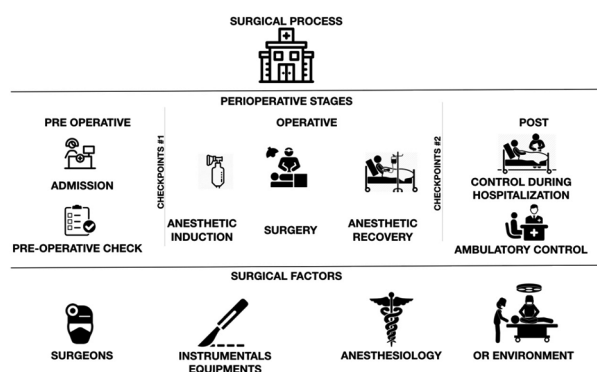 SURGICAL PROCESS
PERIOPERATIVE STAGES
PRE OPERATIVE
ADMISSION
PRE-OPERATIVE CHECK
CHECKPOINTS #1
OPERATIVE
ANESTHETIC
INDUCTION
SURGERY
ANESTHETIC
RECOVERY
CHECKPOINTS #2
POST
CONTROL DURING
HOSPITALIZATION
AMBULATORY CONTROL
SURGICAL FACTORS
SURGEONS
INSTRUMENTALS
EQUIPMENTS
ANESTHESIOLOGY
OR ENVIRONMENT